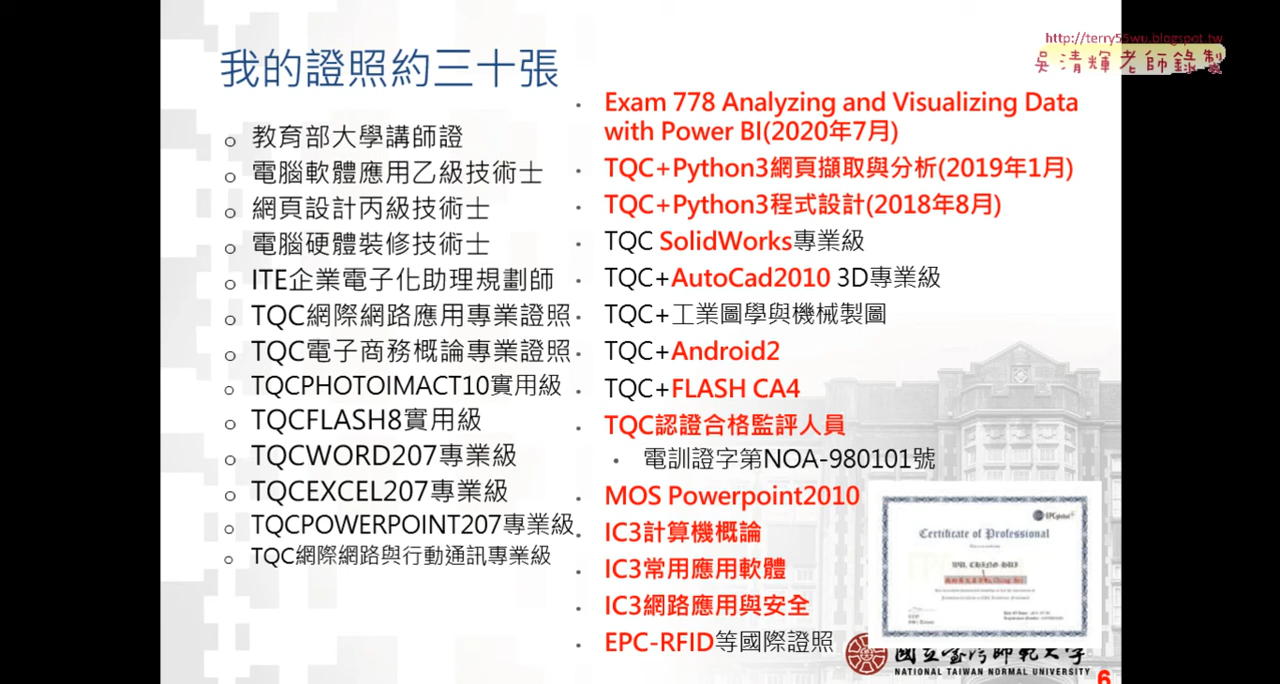 我的證照約三十張
http://terry55wu.blogspot.tw
吳清輝老師錄製
教育部大學講師證
電腦軟體應用乙級技術士
網頁設計丙級技術士
電腦硬體裝修技術士
ITE企業電子化助理規劃師
TQC網際網路應用專業證照
TQC電子商務概論專業證照
TQCPHOTOIMACT10實用級
TQCFLASH8實用級
TQCWORD207專業級
TQCEXCEL207專業級
TQCPOWERPOINT207專業級
TQC網際網路與行動通訊專業級
Exam 778 Analyzing and Visualizing Data
with Power BI(2020年7月)
TQC+Python3網頁擷取與分析(2019年1月)
TQC+Python3程式設計(2018年8月)
TQC SolidWorks專業級
TQC+AutoCad2010 3D專業級
TQC+工業圖學與機械製圖
TQC+Android2
TQC+FLASH CA4
TQC認證合格監評人員
電訓證字第NOA-980101號
MOS Powerpoint2010
IC3計算機概論
IC3常用應用軟體
IC3網路應用與安全
EPC-RFID等國際證照
EPCglobal
Certificate of Professional
WU, CHING-HUI
國立臺灣師範大學
NATIONAL TAIWAN NORMAL UNIVERSITY
6